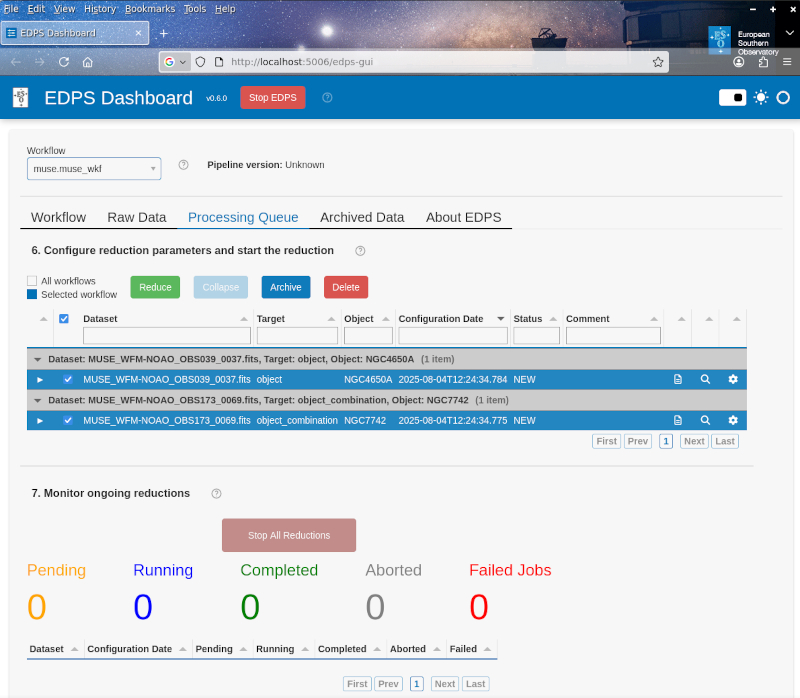 File Edit View History Bookmarks Tools Help
EDPS Dashboard
ES O
European Southern Observatory
http://localhost:5006/edps-gui
EDPS Dashboard v0.6.0 Stop EDPS ?
Workflow
muse.muse_wkf ? Pipeline version: Unknown
Workflow Raw Data Processing Queue Archived Data About EDPS
6. Configure reduction parameters and start the reduction ?
All workflows
Selected workflow
Reduce Collapse Archive Delete
Dataset Target Object Configuration Date Status Comment
Dataset: MUSE_WFM-NOAO_OBS039_0037.fits, Target: object, Object: NGC4650A (1 item)
MUSE_WFM-NOAO_OBS039_0037.fits object NGC4650A 2025-08-04T12:24:34.784 NEW
Dataset: MUSE_WFM-NOAO_OBS173_0069.fits, Target: object_combination, Object: NGC7742 (1 item)
MUSE_WFM-NOAO_OBS173_0069.fits object_combination NGC7742 2025-08-04T12:24:34.775 NEW
First Prev 1 Next Last
7. Monitor ongoing reductions ?
Stop All Reductions
Pending Running Completed Aborted Failed Jobs
0 0 0 0 0
Dataset Configuration Date Pending Running Completed Aborted Failed
First Prev 1 Next Last